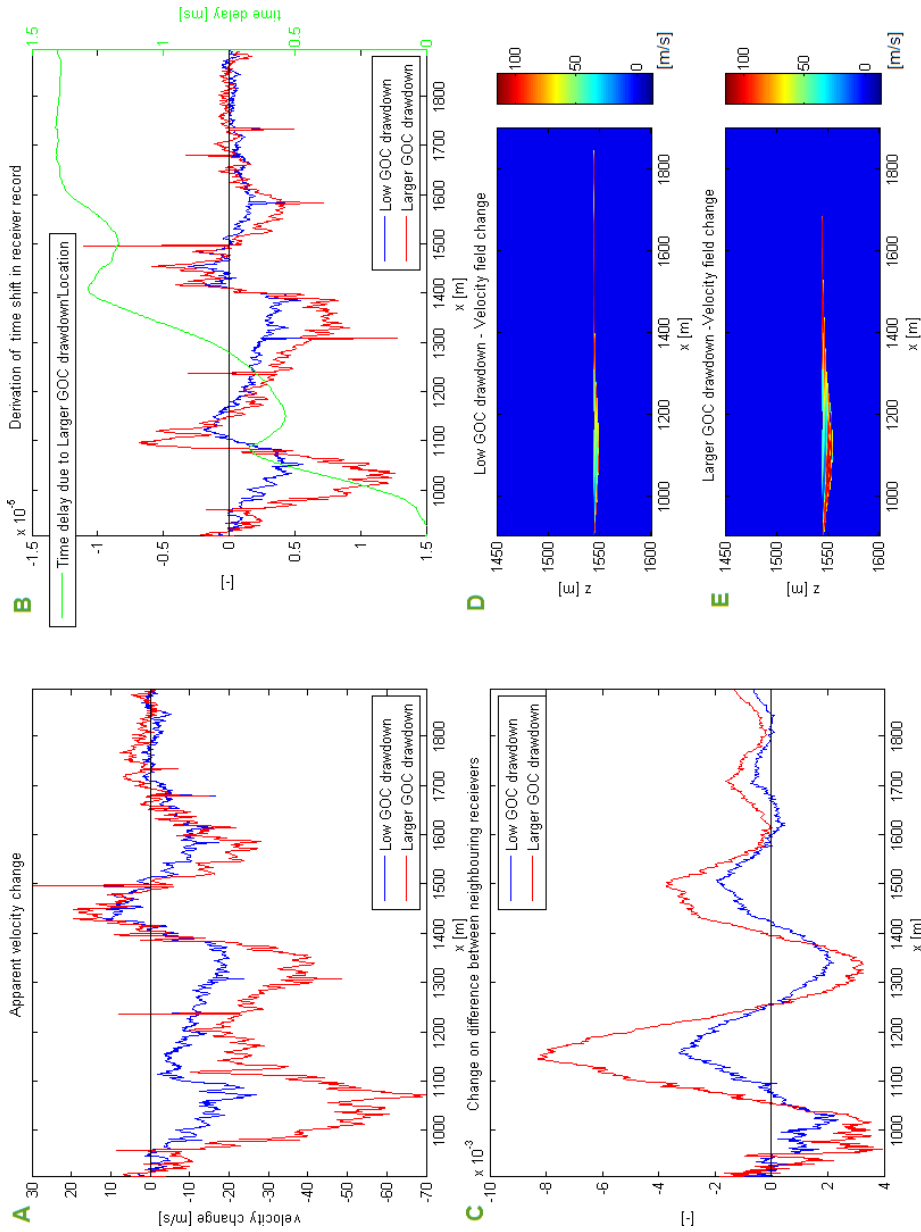 A
Apparent velocity change
30
20
10
0
-10
-20
-30
-40
-50
-60
-70
velocity change [m/s]
1000
1100
1200
1300
1400
1500
1600
1700
1800
x [m]
Low GOC drawdown
Larger GOC drawdown
B
Derivation of time shift in receiver record
x 10-5
-1.5
-1
-0.5
0
0.5
1
1.5
[-]
Time delay due to Larger GOC drawdown'Location
1000
1100
1200
1300
1400
1500
1600
1700
1800
x [m]
1.5
1
0.5
0
time delay [ms]
Low GOC drawdown
Larger GOC drawdown
C
Change on difference between neighbouring receievers
x 10-3
-10
-8
-6
-4
-2
0
2
4
[-]
1000
1100
1200
1300
1400
1500
1600
1700
1800
x [m]
Low GOC drawdown
Larger GOC drawdown
D
Low GOC drawdown - Velocity field change
1450
1500
1550
1600
z [m]
1000
1200
1400
1600
1800
x [m]
100
50
0
[m/s]
E
Larger GOC drawdown -Velocity field change
1450
1500
1550
1600
z [m]
1000
1200
1400
1600
1800
x [m]
100
50
0
[m/s]